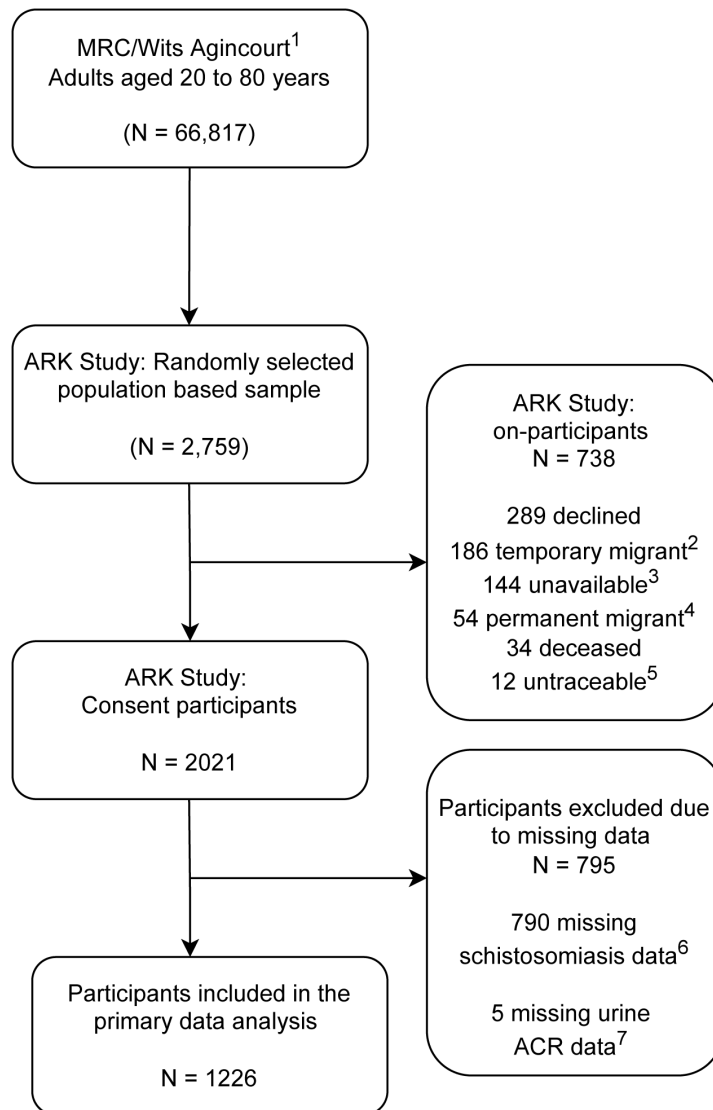 MRC/Wits Agincourt¹
Adults aged 20 to 80 years
(N = 66,817)
ARK Study: Randomly selected
population based sample
(N = 2,759)
ARK Study:
on-participants
N = 738
289 declined
186 temporary migrant²
144 unavailable³
54 permanent migrant⁴
34 deceased
12 untraceable⁵
ARK Study:
Consent participants
N = 2021
Participants excluded due
to missing data
N = 795
790 missing
schistosomiasis data⁶
5 missing urine
ACR data⁷
Participants included in the
primary data analysis
N = 1226